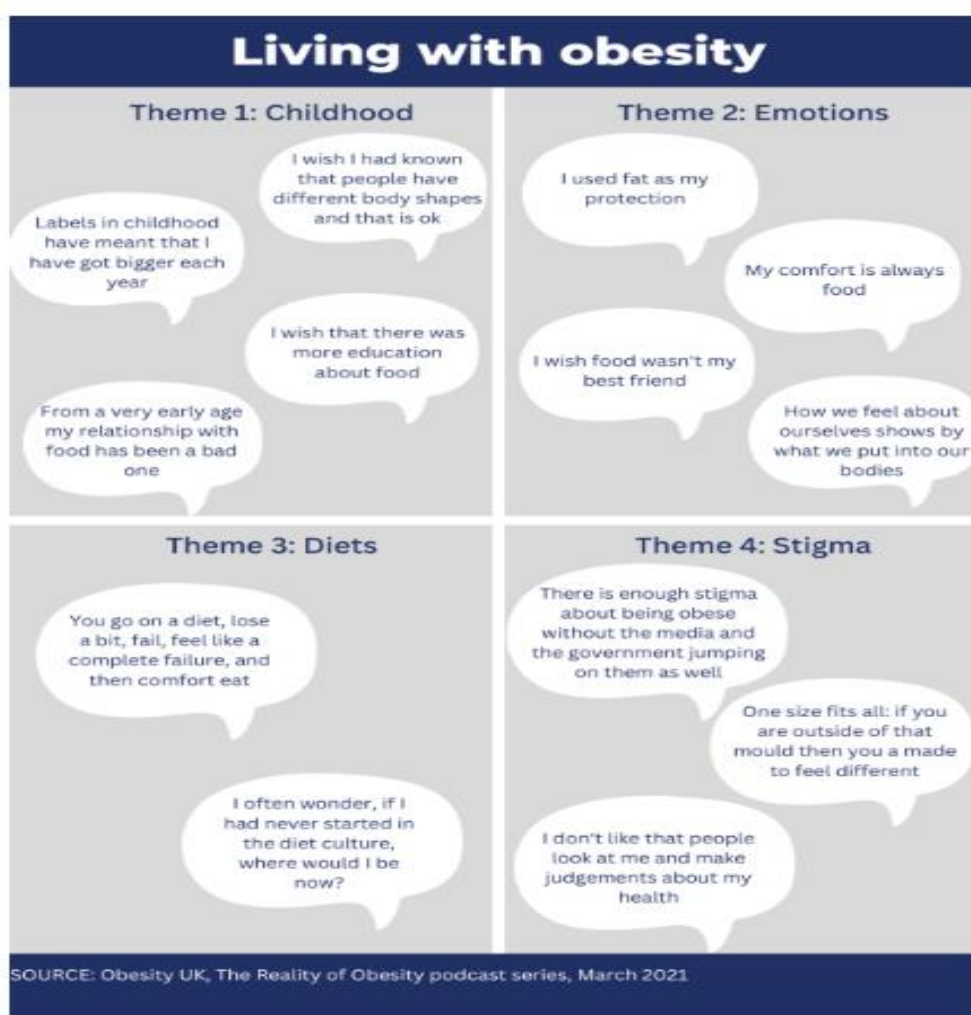 Living with obesity
Theme 1: Childhood
I wish I had known
that people have
different body shapes
and that is ok
Labels in childhood
have meant that I
have got bigger each
year
I wish that there was
more education
about food
From a very early age
my relationship with
food has been a bad
one
Theme 2: Emotions
I used fat as my
protection
My comfort is always
food
I wish food wasn't my
best friend
How we feel about
ourselves shows by
what we put into our
bodies
Theme 3: Diets
You go on a diet, lose
a bit, fail, feel like a
complete failure, and
then comfort eat
I often wonder, if I
had never started in
the diet culture,
where would I be
now?
Theme 4: Stigma
There is enough stigma
about being obese
without the media and
the government jumping
on them as well
One size fits all: if you
are outside of that
mould then you a made
to feel different
I don't like that people
look at me and make
judgements about my
health
SOURCE: Obesity UK, The Reality of Obesity podcast series, March 2021